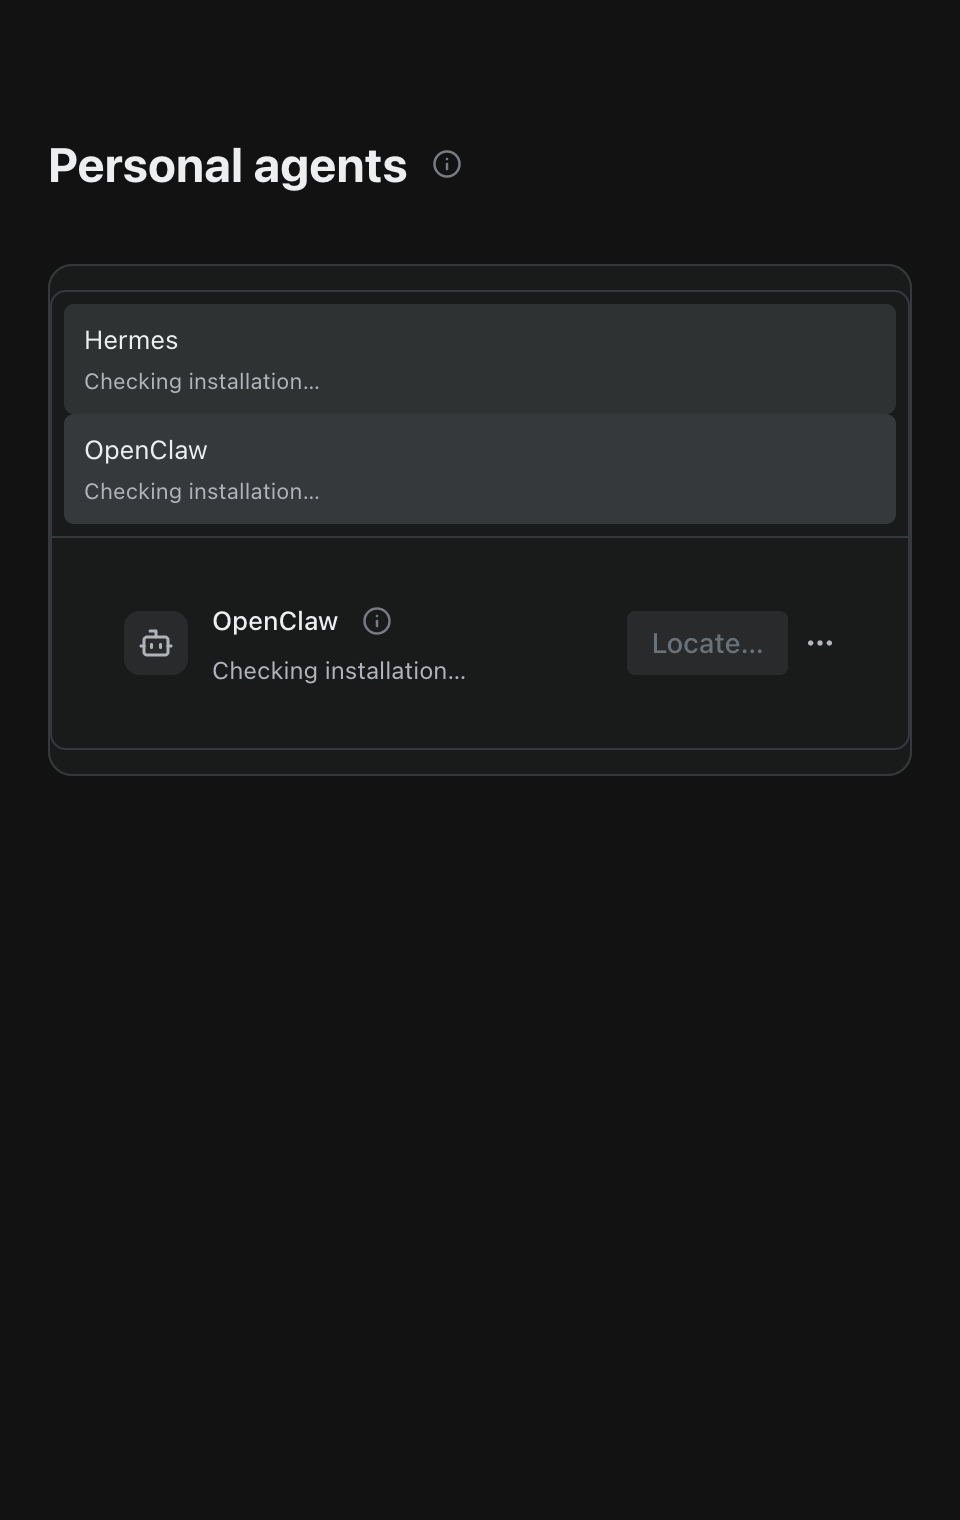 Personal agents
Hermes
Checking installation...
OpenClaw
Checking installation...
OpenClaw
Checking installation...
Locate...